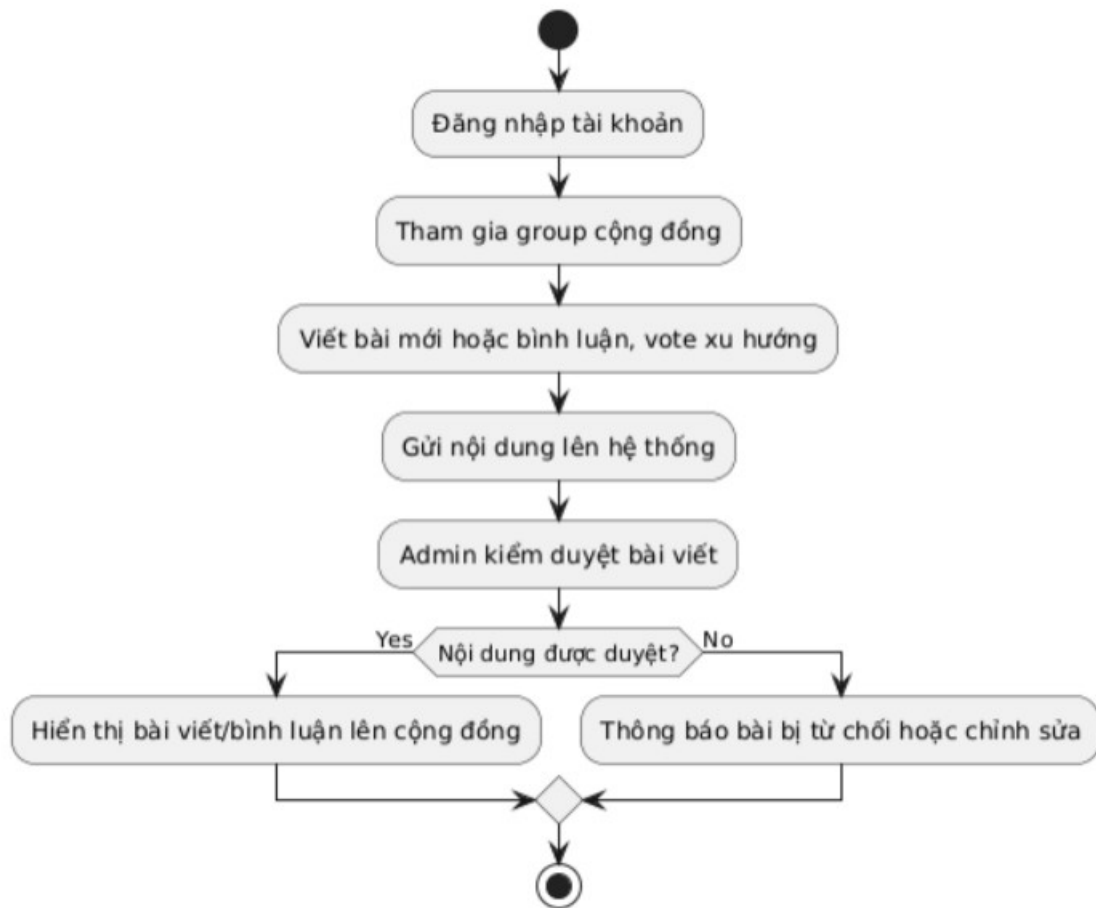 Đăng nhập tài khoản
Tham gia group cộng đồng
Viết bài mới hoặc bình luận, vote xu hướng
Gửi nội dung lên hệ thống
Admin kiểm duyệt bài viết
Yes
Nội dung được duyệt?
No
Hiển thị bài viết/bình luận lên cộng đồng
Thông báo bài bị từ chối hoặc chỉnh sửa